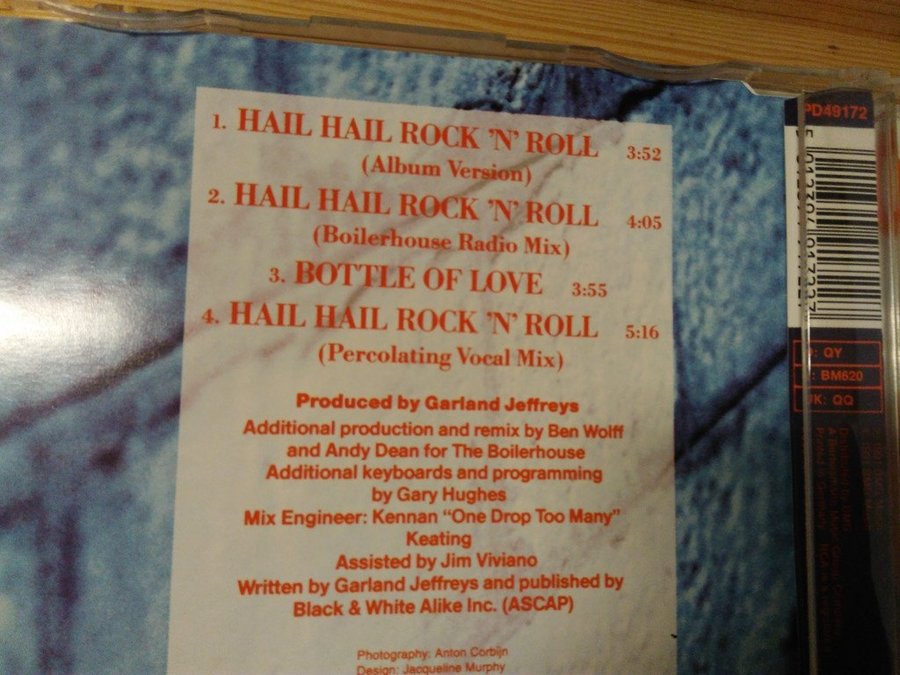 1. HAIL HAIL ROCK 'N' ROLL 3:52
(Album Version)
2. HAIL HAIL ROCK 'N' ROLL 4:05
(Boilerhouse Radio Mix)
3. BOTTLE OF LOVE 3:55
4. HAIL HAIL ROCK 'N' ROLL 5:16
(Percolating Vocal Mix)
Produced by Garland Jeffreys
Additional production and remix by Ben Wolff
and Andy Dean for The Boilerhouse
Additional keyboards and programming
by Gary Hughes
Mix Engineer: Kennan "One Drop Too Many"
Keating
Assisted by Jim Viviano
Written by Garland Jeffreys and published by
Black & White Alike Inc. (ASCAP)
Photography: Anton Corbijn
Design: Jacqueline Murphy
PD49172
: QY
: BM620
UK: QQ